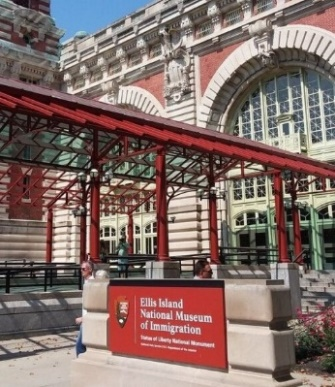 Ellis Island
National Museum
of Immigration
Statue of Liberty National Monument